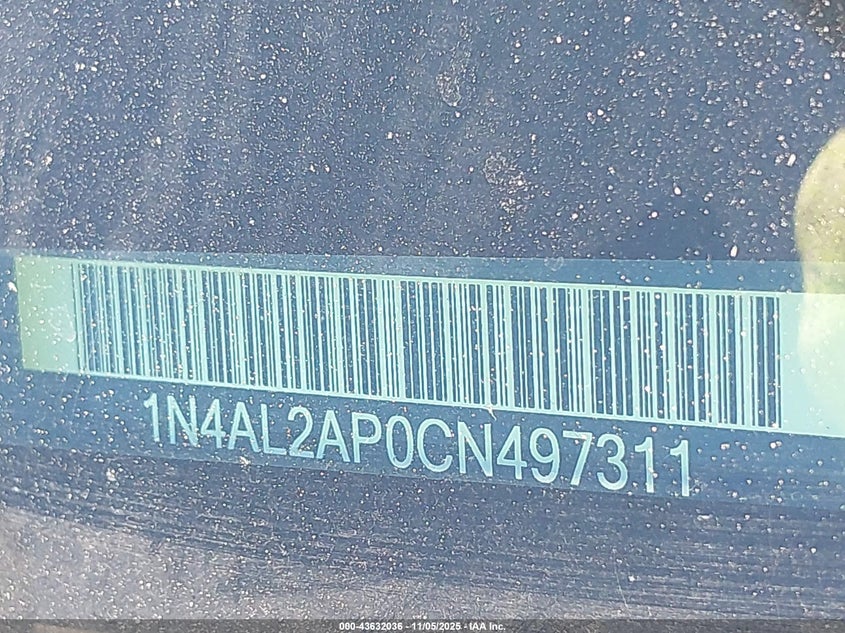 1N4AL2AP0CN497311
000-43632036 - 11/05/2025 - IAA Inc.